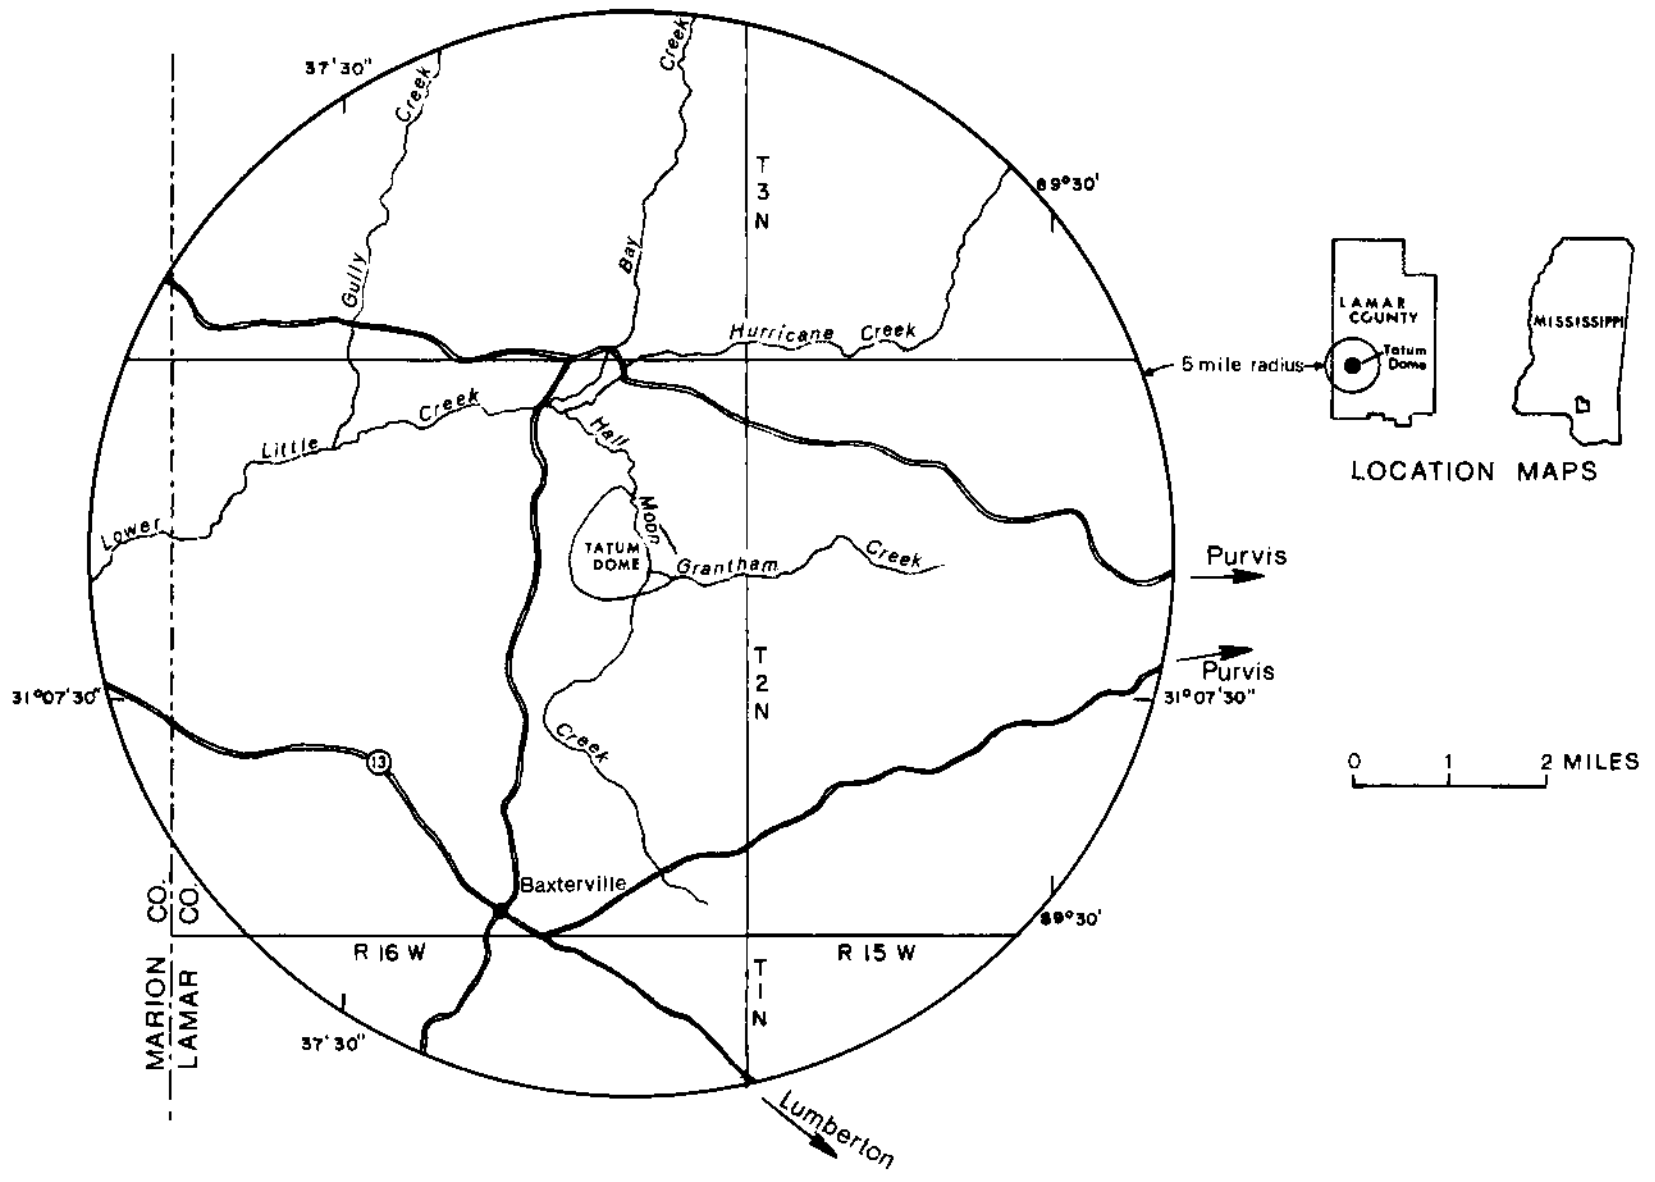 37'30"
Creek
Creek
Gully
Bay
T
3
N
89°30'
Hurricane Creek
Little Creek
Lower
Hall
Moon
Creek
TATUM
DOME
Grantham Creek
Purvis
Purvis
31°07'30"
31°07'30"
T
2
N
13
Baxterville
89°30'
MARION CO.
LAMAR CO.
R 16 W
R 15 W
T
1
N
37'30"
Lumberton
LAMAR
COUNTY
Tatum
Dome
5 mile radius
MISSISSIPPI
LOCATION MAPS
0 1 2 MILES